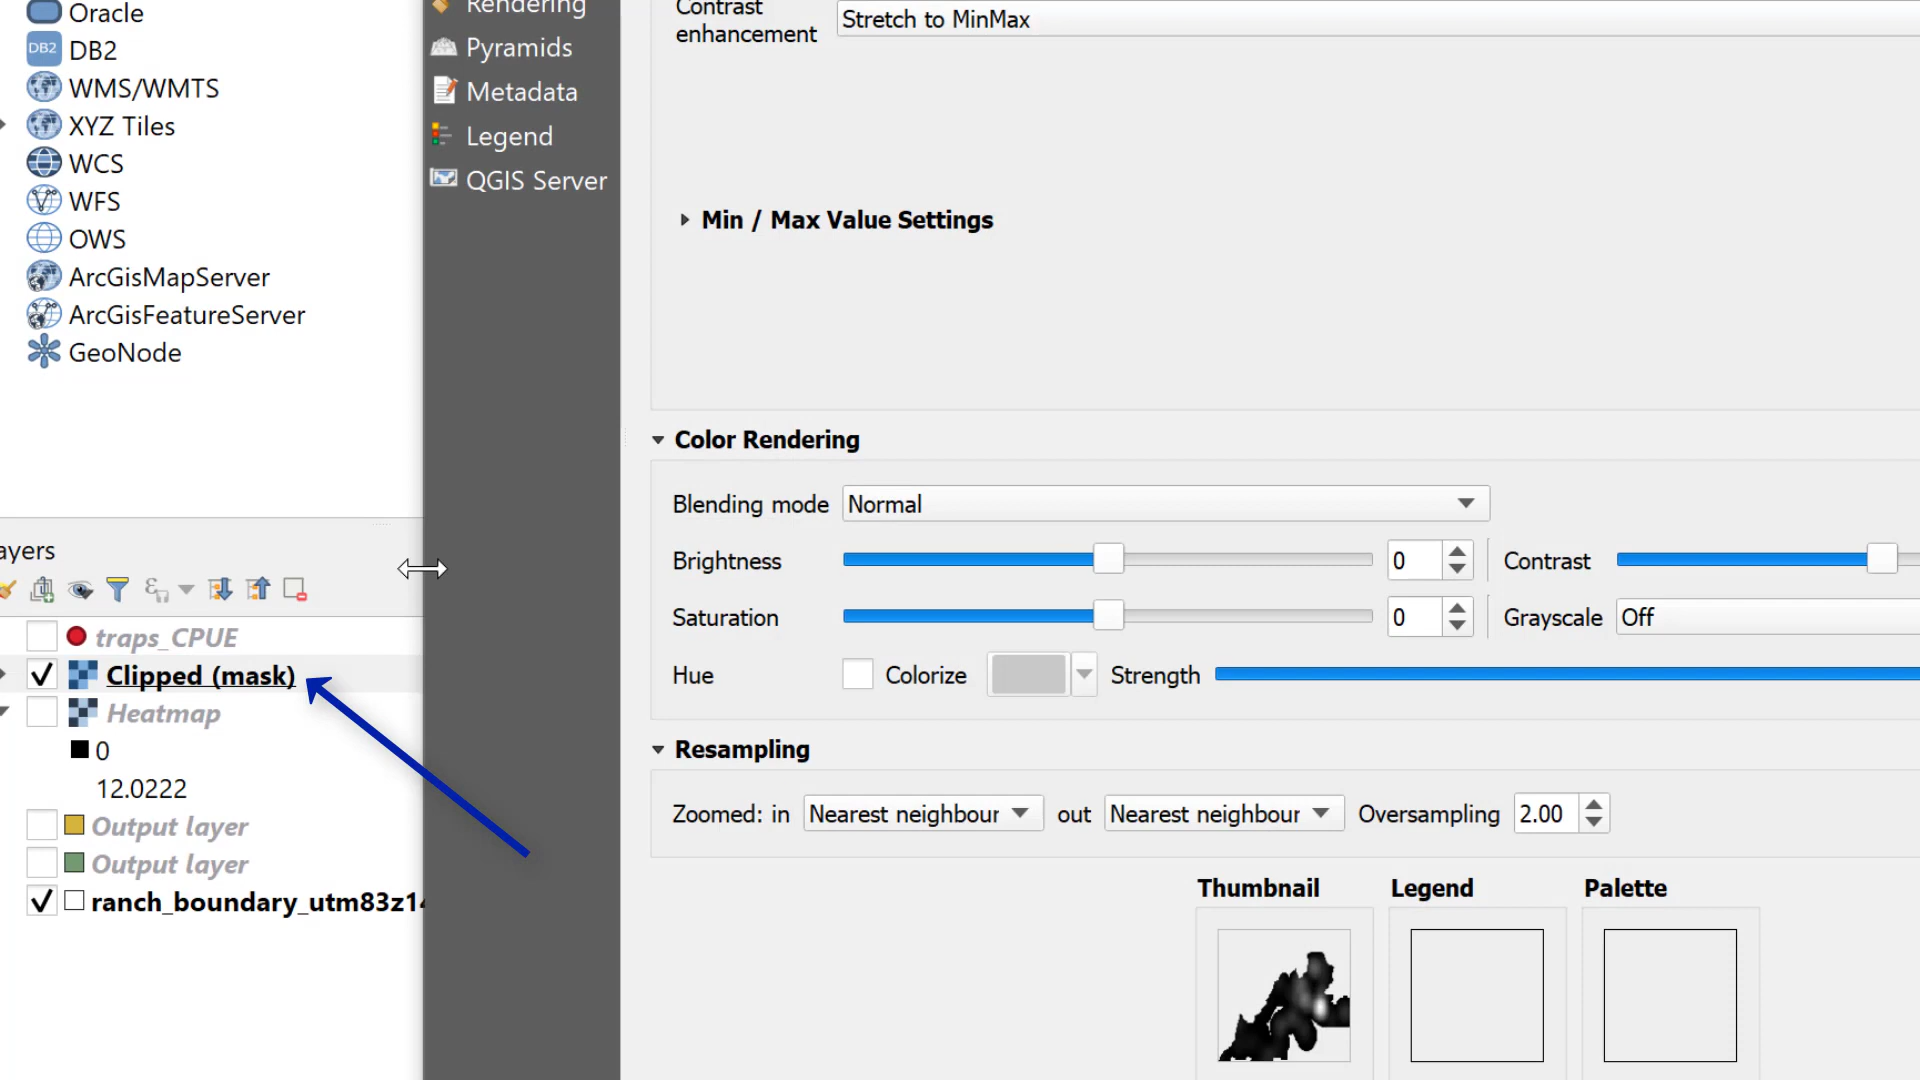 Oracle
DB2
DB2
WMS/WMTS
XYZ Tiles
WCS
WFS
OWS
ArcGisMapServer
ArcGisFeatureServer
GeoNode
ayers
traps_CPUE
Clipped (mask)
Heatmap
0
12.0222
Output layer
Output layer
ranch_boundary_utm83z14
Rendering
Pyramids
Metadata
Legend
QGIS Server
Contrast
enhancement
Stretch to MinMax
Min / Max Value Settings
Color Rendering
Blending mode Normal
Brightness 0 Contrast
Saturation 0 Grayscale Off
Hue Colorize Strength
Resampling
Zoomed: in Nearest neighbour out Nearest neighbour Oversampling 2.00
Thumbnail Legend Palette